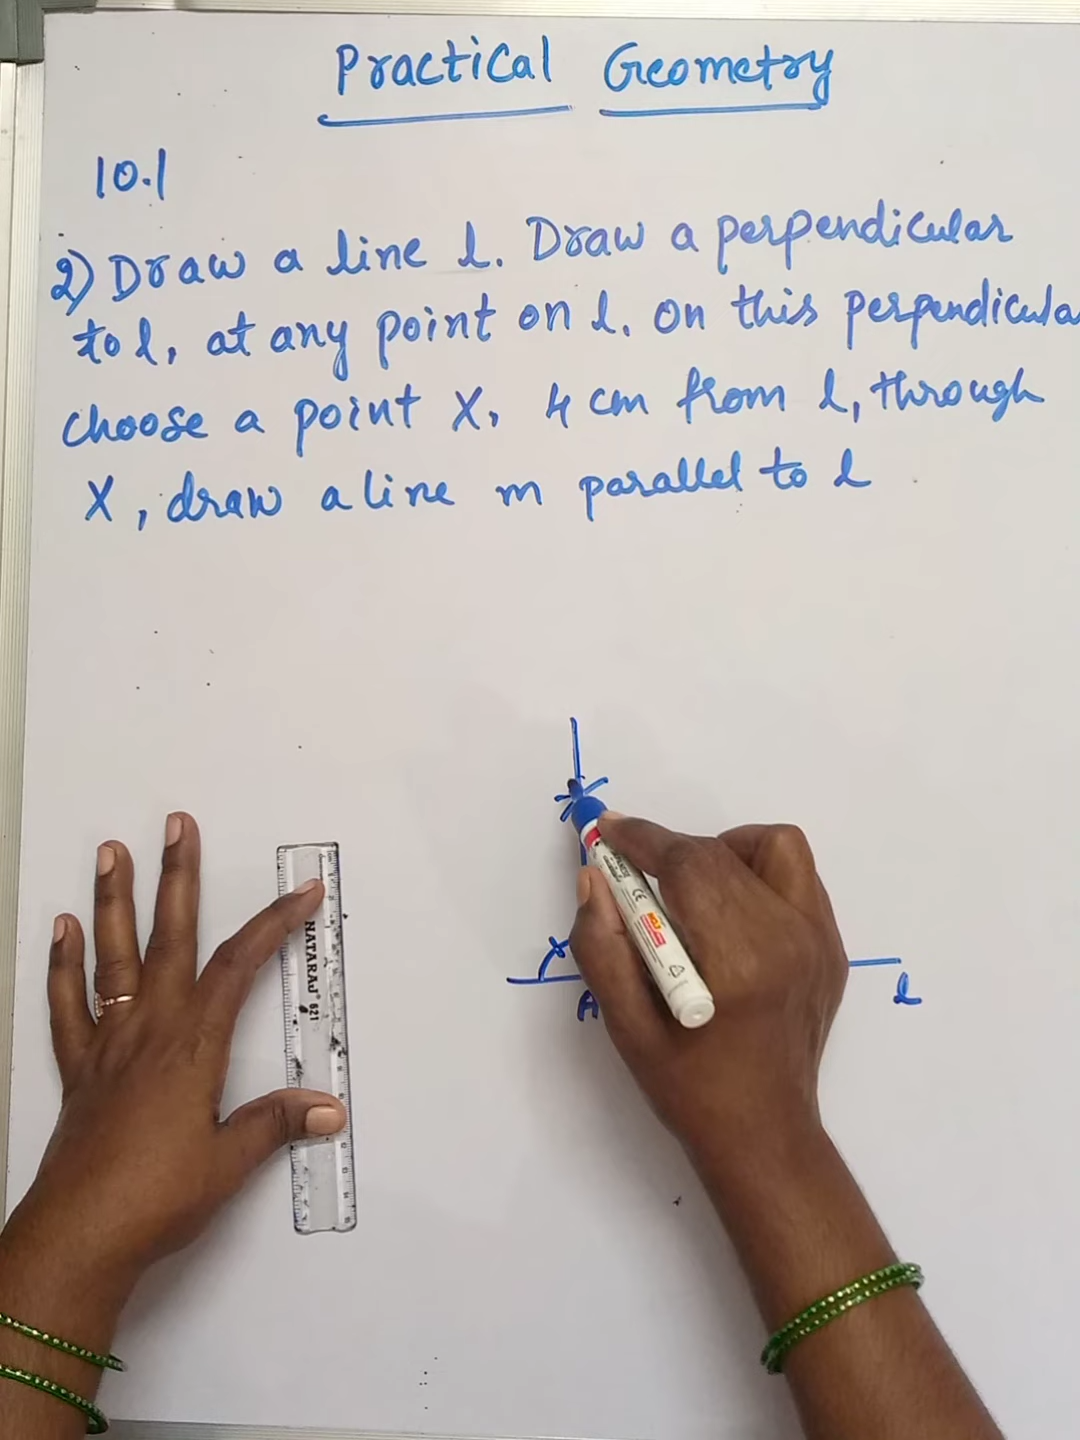 Practical Geometry
10.1
2) Draw a line l. Draw a perpendicular
to l, at any point on l. on this perpendicula
choose a point X, 4 cm from l, through
X, draw a line m parallel to l
A
l
NATARAJ 621